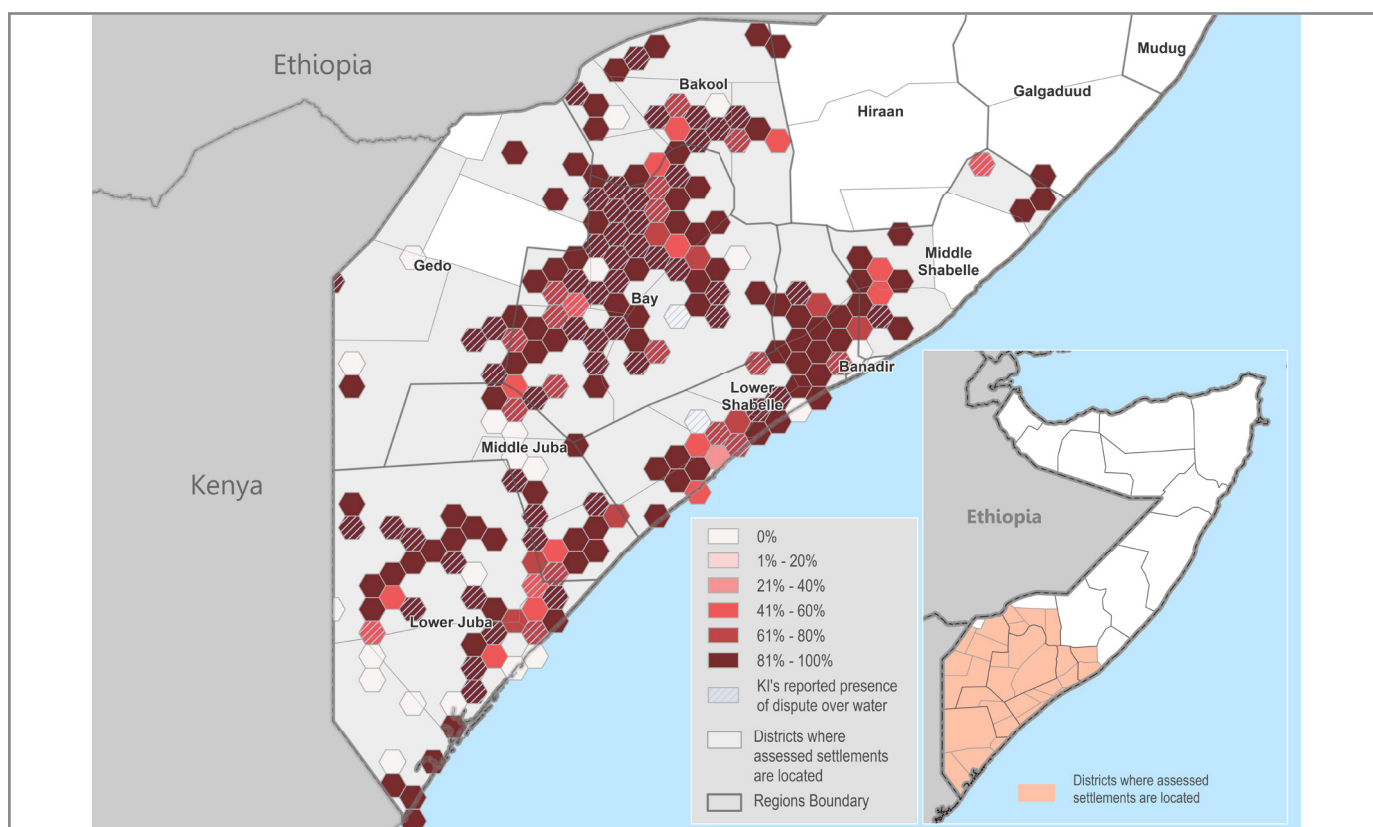 Ethiopia
Mudug
Bakool
Galgaduud
Hiraan
Gedo
Middle
Shabelle
Bay
Banadir
Lower
Shabelle
Middle Juba
Kenya
Lower Juba
0%
1% - 20%
21% - 40%
41% - 60%
61% - 80%
81% - 100%
KI's reported presence
of dispute over water
Districts where
assessed settlements
are located
Regions Boundary
Ethiopia
Districts where assessed
settlements are located